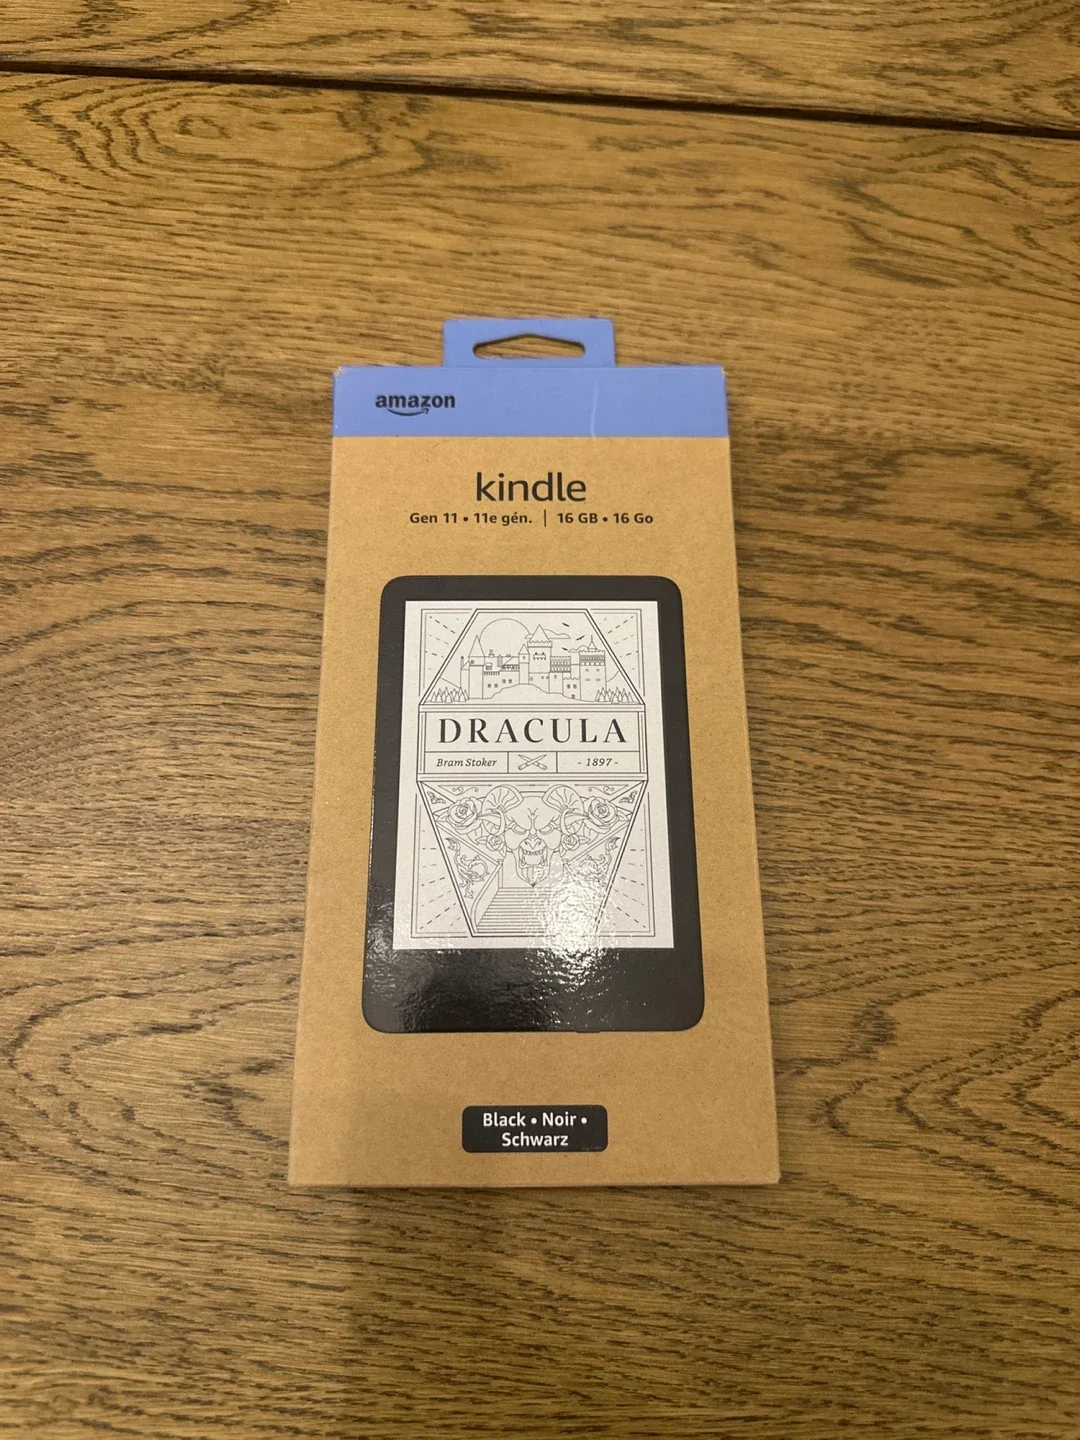 amazon
kindle
Gen 11 • 11e gén. | 16 GB • 16 Go
DRACULA
Bram Stoker - 1897 -
Black • Noir •
Schwarz